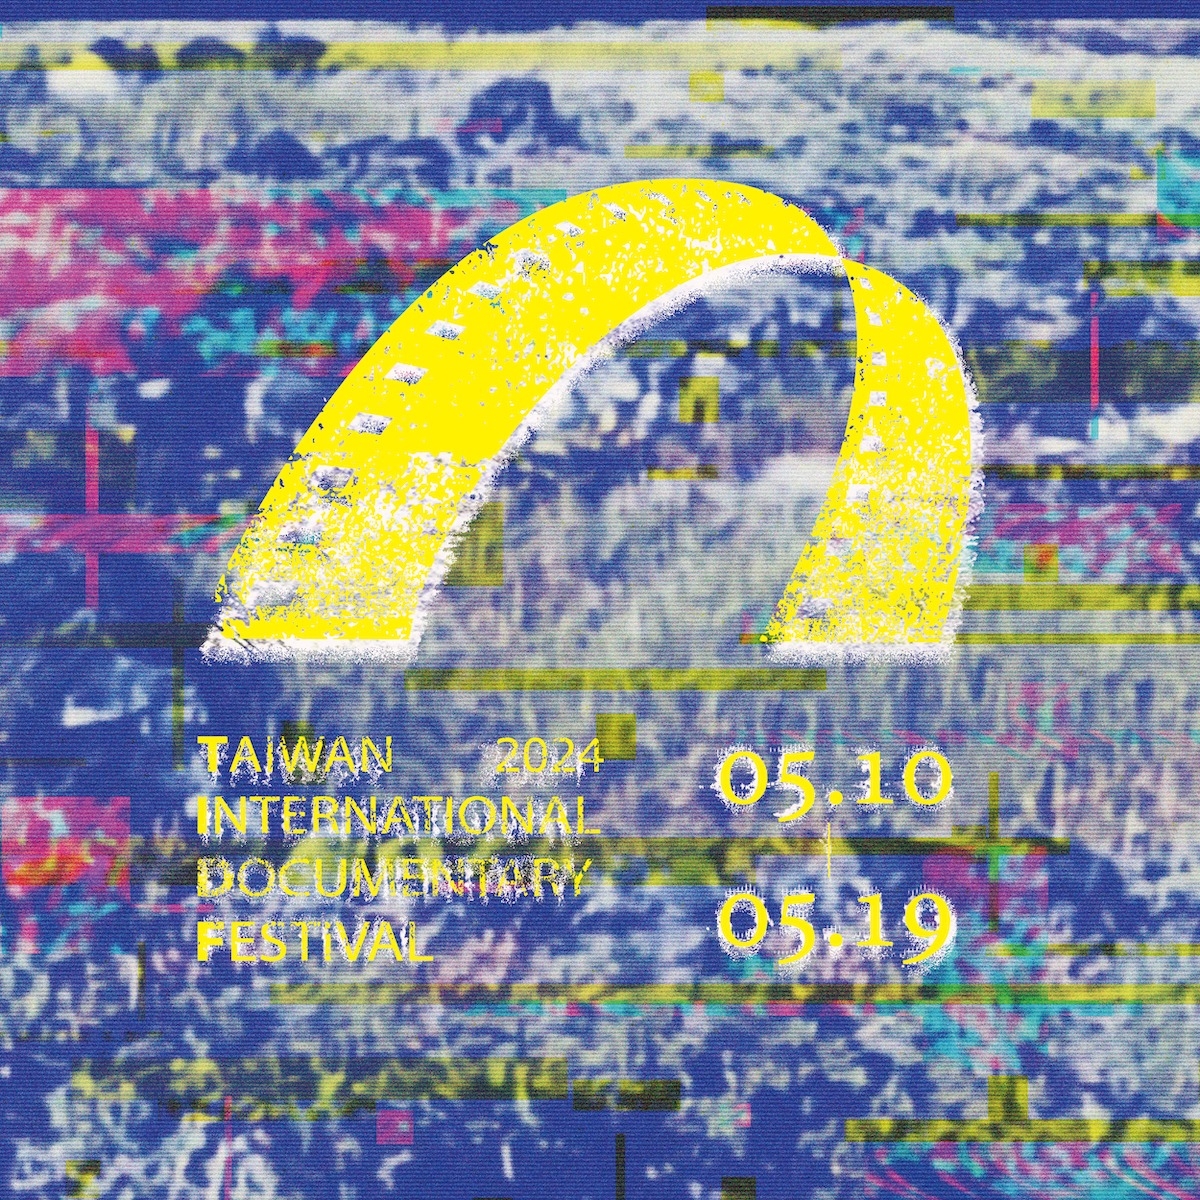 TAIWAN 2024
INTERNATIONAL
DOCUMENTARY
FESTIVAL
05.10
05.19